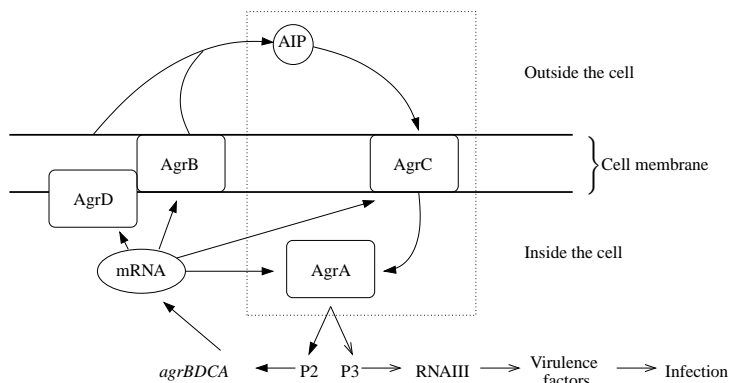 AIP
Outside the cell
AgrB
AgrC
Cell membrane
AgrD
Inside the cell
mRNA
AgrA
agrBDCA
P2
P3
RNAIII
Virulence
factors
Infection